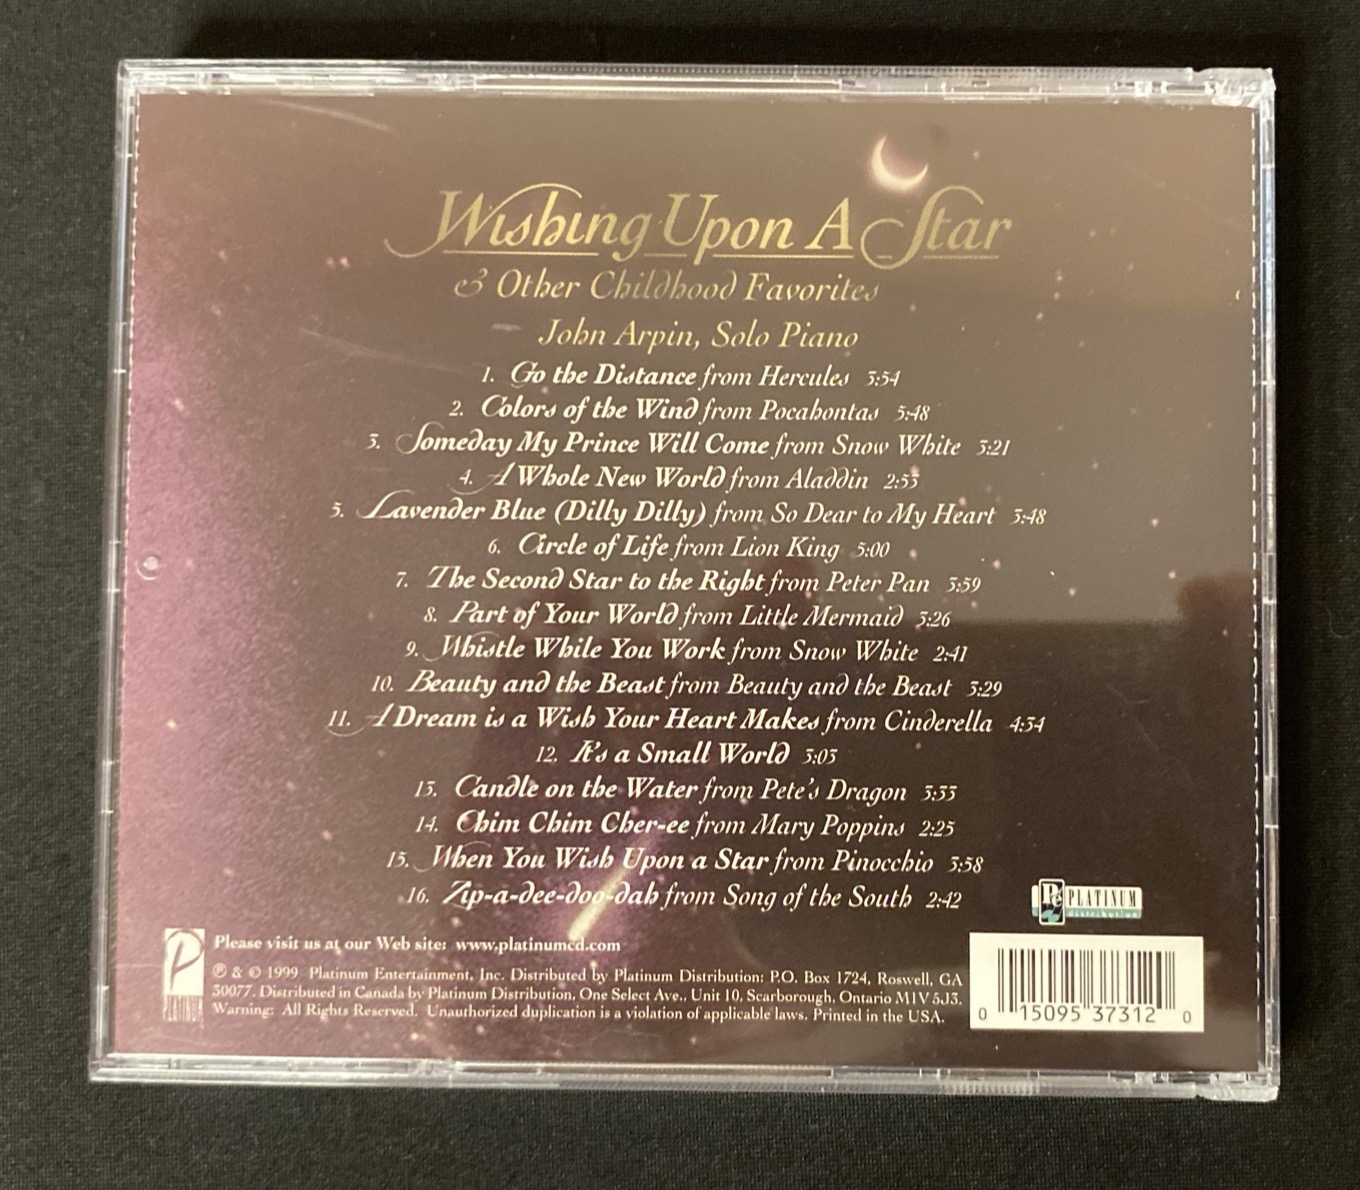 Wishing Upon A Star
& Other Childhood Favorites
John Arpin, Solo Piano
1. Go the Distance from Hercules 3:54
2. Colors of the Wind from Pocahontas 3:48
3. Someday My Prince Will Come from Snow White 3:21
4. A Whole New World from Aladdin 2:53
5. Lavender Blue (Dilly Dilly) from So Dear to My Heart 3:48
6. Circle of Life from Lion King 5:00
7. The Second Star to the Right from Peter Pan 3:59
8. Part of Your World from Little Mermaid 3:26
9. Whistle While You Work from Snow White 2:41
10. Beauty and the Beast from Beauty and the Beast 3:29
11. A Dream is a Wish Your Heart Makes from Cinderella 4:34
12. It's a Small World 3:03
13. Candle on the Water from Pete's Dragon 3:33
14. Chim Chim Cher-ee from Mary Poppins 2:25
15. When You Wish Upon a Star from Pinocchio 3:58
16. Zip-a-dee-doo-dah from Song of the South 2:42
Pe PLATINUM
distribution
P
PLATINUM
Please visit us at our Web site: www.platinumcd.com
℗ & © 1999 Platinum Entertainment, Inc. Distributed by Platinum Distribution: P.O. Box 1724, Roswell, GA
30077. Distributed in Canada by Platinum Distribution, One Select Ave., Unit 10, Scarborough, Ontario M1V 5J3.
Warning: All Rights Reserved. Unauthorized duplication is a violation of applicable laws. Printed in the USA.
0 15095 37312 0